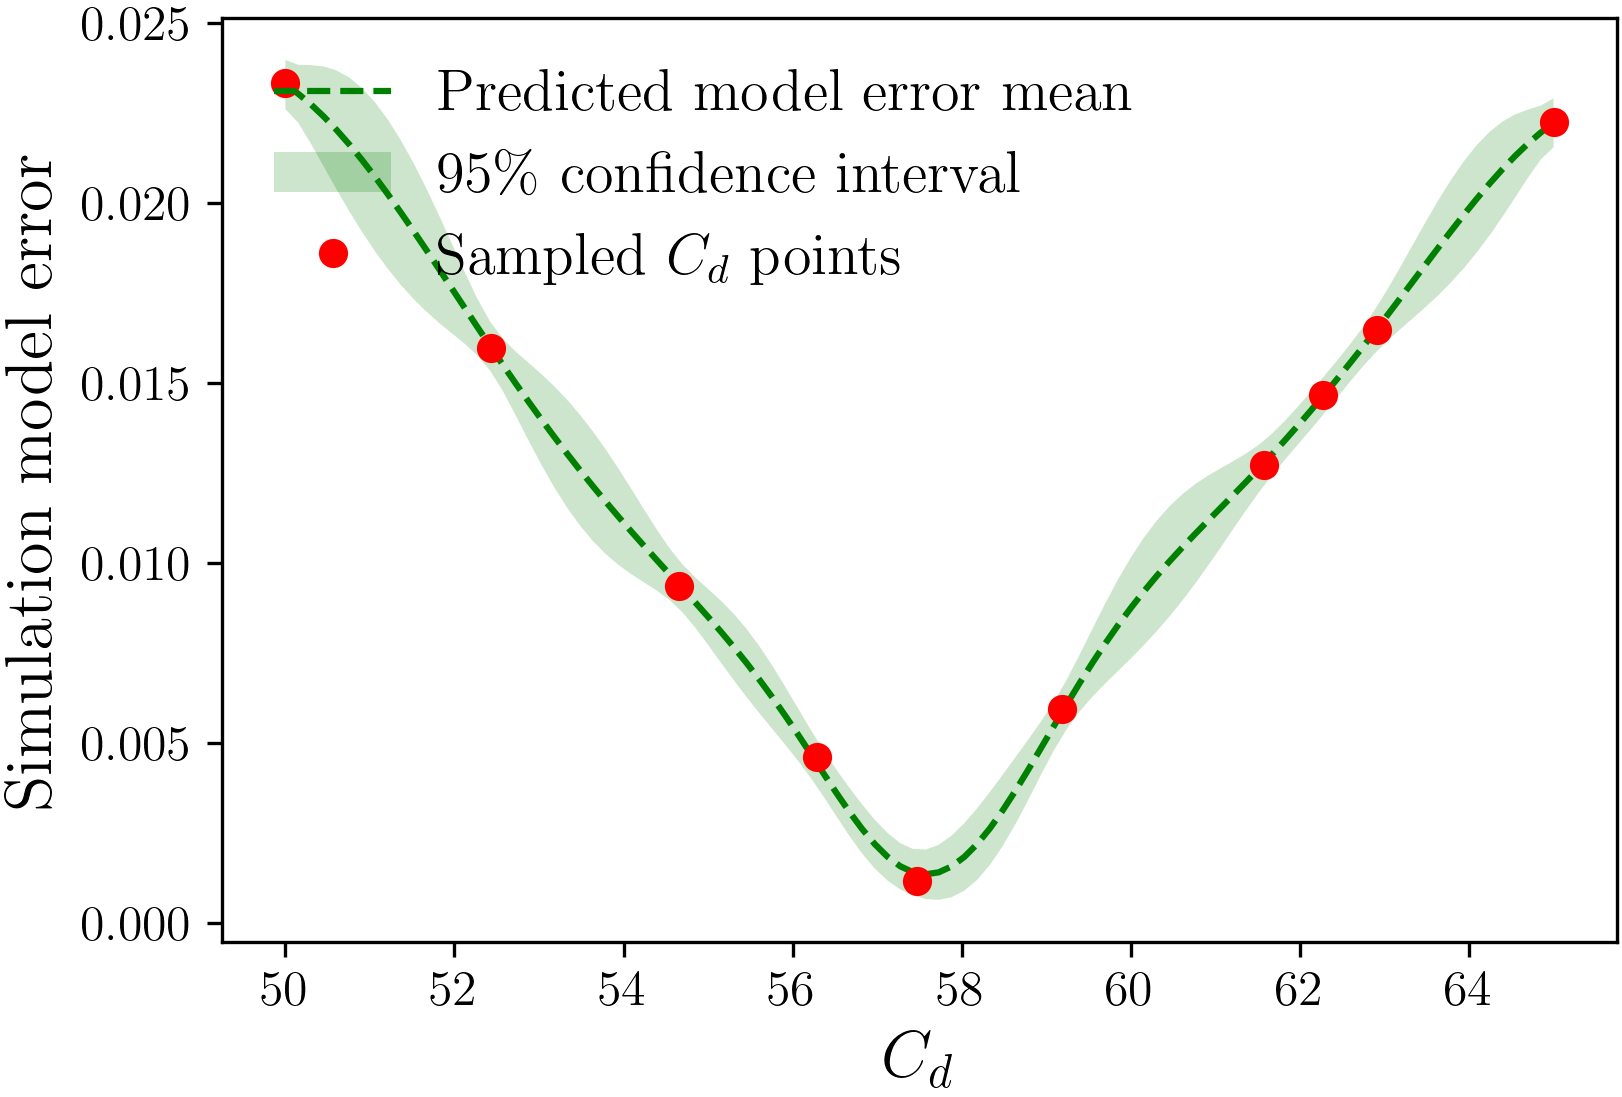 Simulation model error
0.025
0.020
0.015
0.010
0.005
0.000
Predicted model error mean
95% confidence interval
Sampled C_d points
50 52 54 56 58 60 62 64
C_d